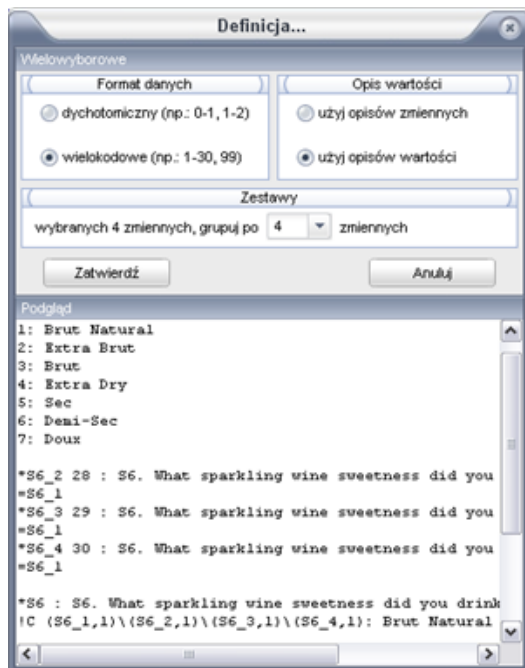 Definicja...
Wielowyborowe
Format danych
Opis wartości
dychotomiczny (np.: 0-1, 1-2)
użyj opisów zmiennych
wielokodowe (np.: 1-30, 99)
użyj opisów wartości
Zestawy
wybranych 4 zmiennych, grupuj po 4 zmiennych
Zatwierdź
Anuluj
Podgląd
1: Brut Natural
2: Extra Brut
3: Brut
4: Extra Dry
5: Sec
6: Demi-Sec
7: Doux
*S6_2 28 : S6. What sparkling wine sweetness did you
=S6_1
*S6_3 29 : S6. What sparkling wine sweetness did you
=S6_1
*S6_4 30 : S6. What sparkling wine sweetness did you
=S6_1
*S6 : S6. What sparkling wine sweetness did you drink
!C (S6_1,1)\(S6_2,1)\(S6_3,1)\(S6_4,1): Brut Natural